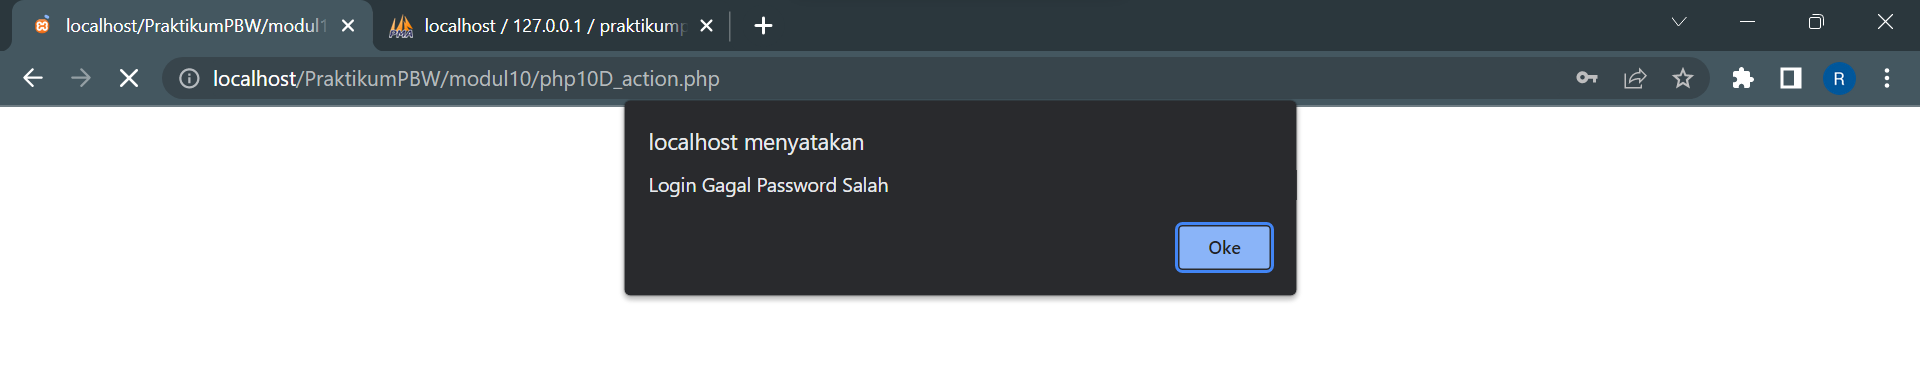 localhost/PraktikumPBW/modul1
localhost / 127.0.0.1 / praktikump
localhost/PraktikumPBW/modul10/php10D_action.php
R
localhost menyatakan
Login Gagal Password Salah
Oke